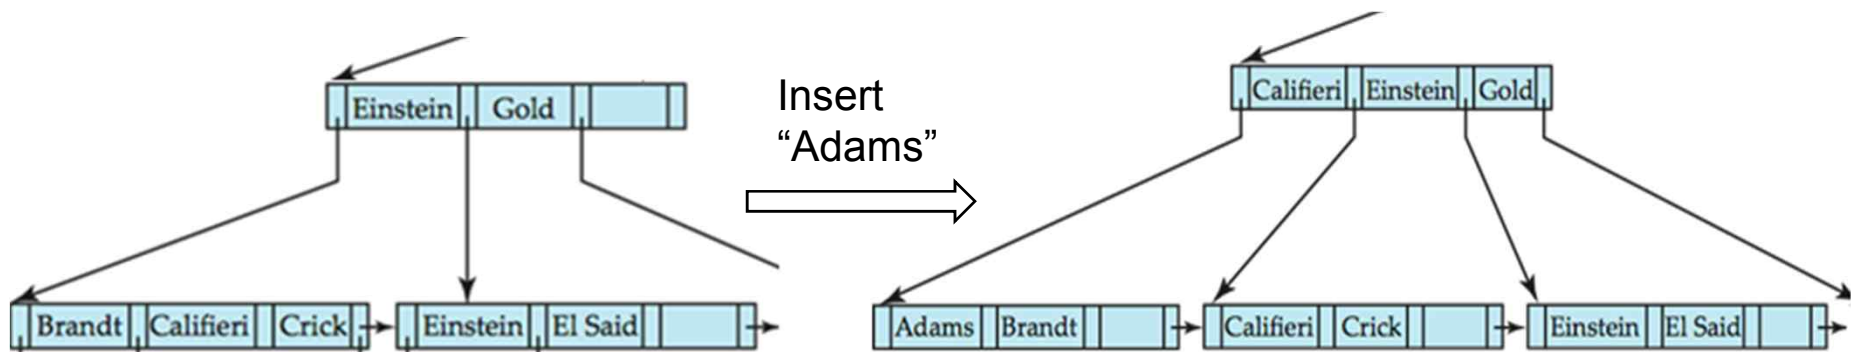 Einstein Gold
Brandt Califieri Crick Einstein El Said
Insert
“Adams”
Califieri Einstein Gold
Adams Brandt Califieri Crick Einstein El Said